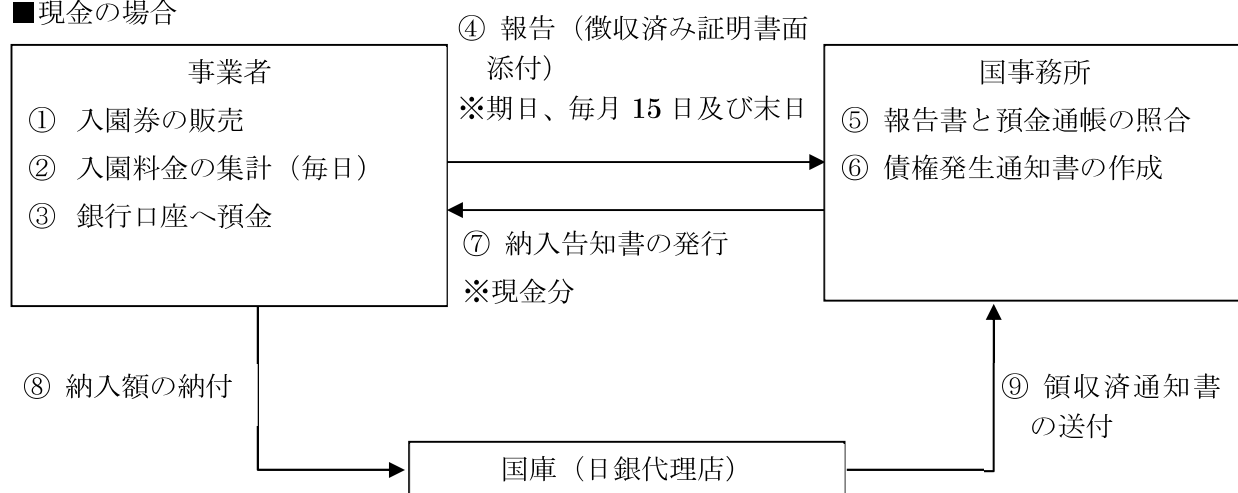 ■現金の場合
事業者
① 入園券の販売
② 入園料金の集計（毎日）
③ 銀行口座へ預金
④ 報告（徴収済み証明書面
添付）
※期日、毎月 15 日及び末日
国事務所
⑤ 報告書と預金通帳の照合
⑥ 債権発生通知書の作成
⑦ 納入告知書の発行
※現金分
⑧ 納入額の納付
⑨ 領収済通知書
の送付
国庫（日銀代理店）